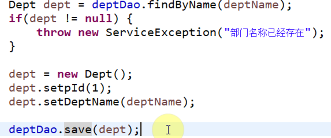 Dept dept = deptDao.findByName(deptName);
if(dept != null) {
throw new ServiceException("部门名称已经存在");
}
dept = new Dept();
dept.setpId(1);
dept.setDeptName(deptName);
deptDao.save(dept);